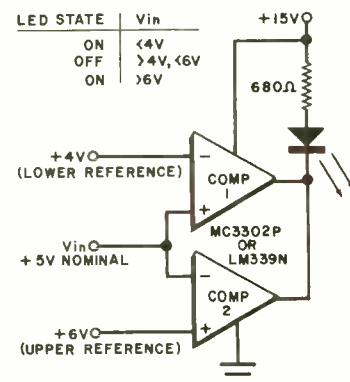 LED STATE Vin
ON <4V
OFF >4V,<6V
ON >6V
+15V
680Ω
+4V
(LOWER REFERENCE)
−
COMP
1
+
MC3302P
OR
LM339N
Vin
+5V NOMINAL
−
COMP
2
+
+6V
(UPPER REFERENCE)